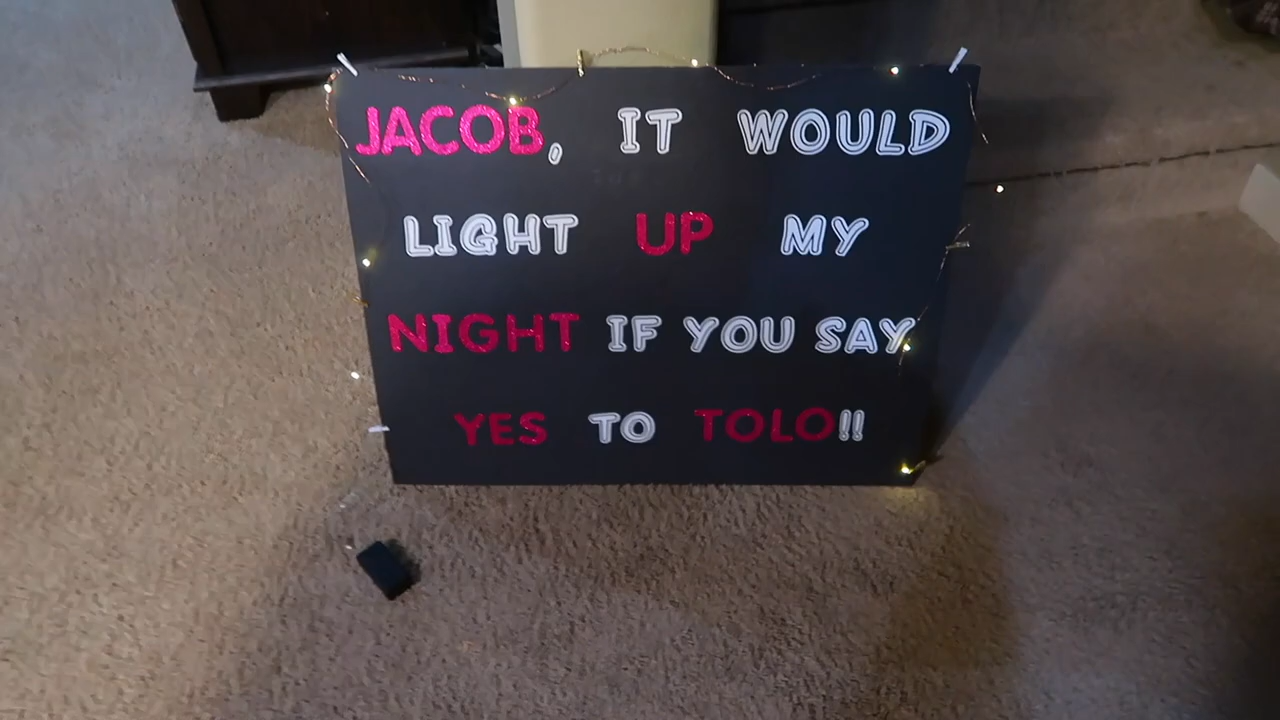 JACOB, IT WOULD
LIGHT UP MY
NIGHT IF YOU SAY
YES TO TOLO!!